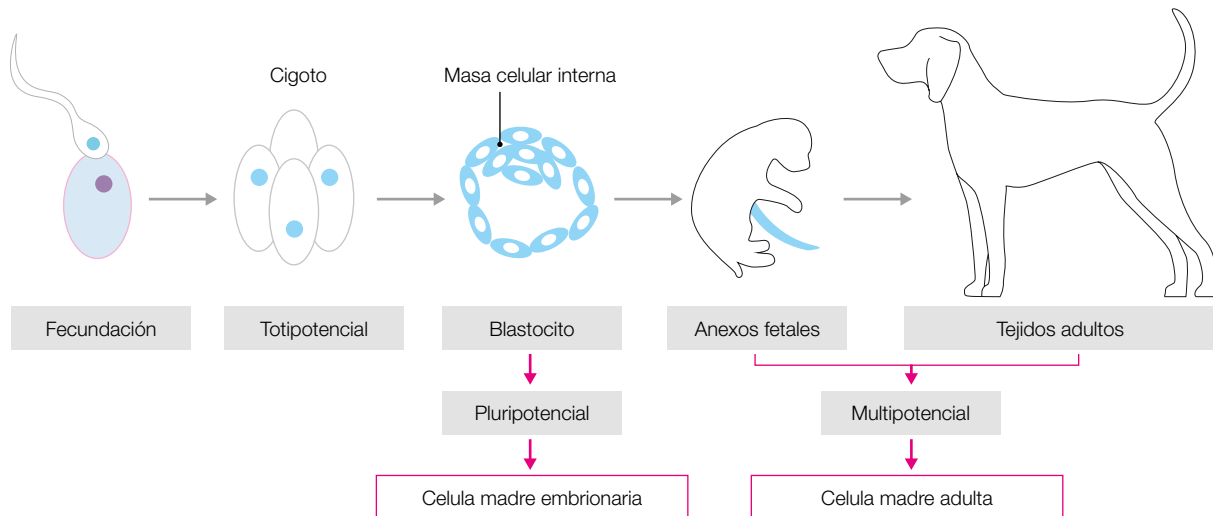 Cigoto
Masa celular interna
Fecundación
Totipotencial
Blastocito
Anexos fetales
Tejidos adultos
Pluripotencial
Multipotencial
Celula madre embrionaria
Celula madre adulta